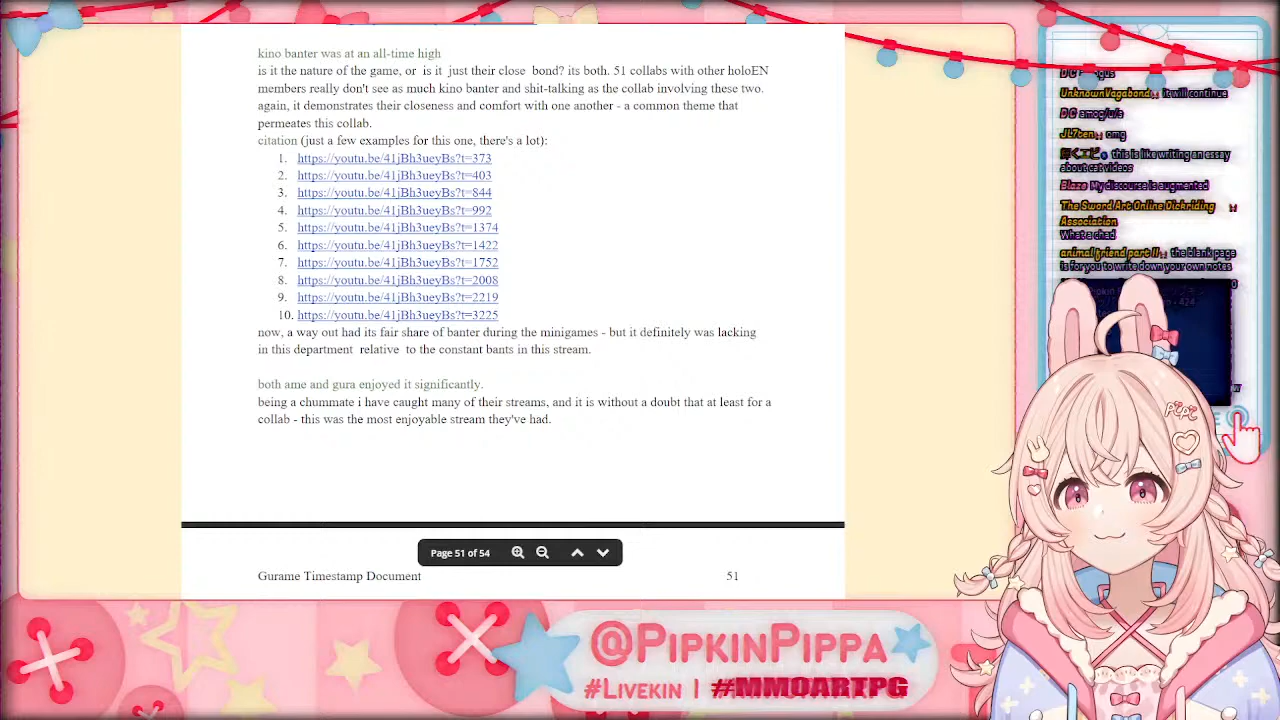 kino banter was at an all-time high
is it the nature of the game, or is it just their close bond? its both. 51 collabs with other holoEN
members really don't see as much kino banter and shit-talking as the collab involving these two.
again, it demonstrates their closeness and comfort with one another - a common theme that
permeates this collab.
citation (just a few examples for this one, there's a lot):
1. https://youtu.be/41jBh3ueyBs?t=373
2. https://youtu.be/41jBh3ueyBs?t=403
3. https://youtu.be/41jBh3ueyBs?t=844
4. https://youtu.be/41jBh3ueyBs?t=992
5. https://youtu.be/41jBh3ueyBs?t=1374
6. https://youtu.be/41jBh3ueyBs?t=1422
7. https://youtu.be/41jBh3ueyBs?t=1752
8. https://youtu.be/41jBh3ueyBs?t=2008
9. https://youtu.be/41jBh3ueyBs?t=2219
10. https://youtu.be/41jBh3ueyBs?t=3225
now, a way out had its fair share of banter during the minigames - but it definitely was lacking
in this department relative to the constant bants in this stream.
both ame and gura enjoyed it significantly.
being a chummate i have caught many of their streams, and it is without a doubt that at least for a
collab - this was the most enjoyable stream they've had.
Page 51 of 54
Gurame Timestamp Document 51
UnknownVagabond it will continue
D C amog/u/s
JL7ten omg
this is like writing an essay
about cat videos
Blaze My discourse is augmented
The Sword Art Online Dickriding
Association
What a chad
animal friend part II the blank page
is for you to write down your own notes
PiPi
@PIPKINPIPPA
#LIVEKIN | #MMOARTPG